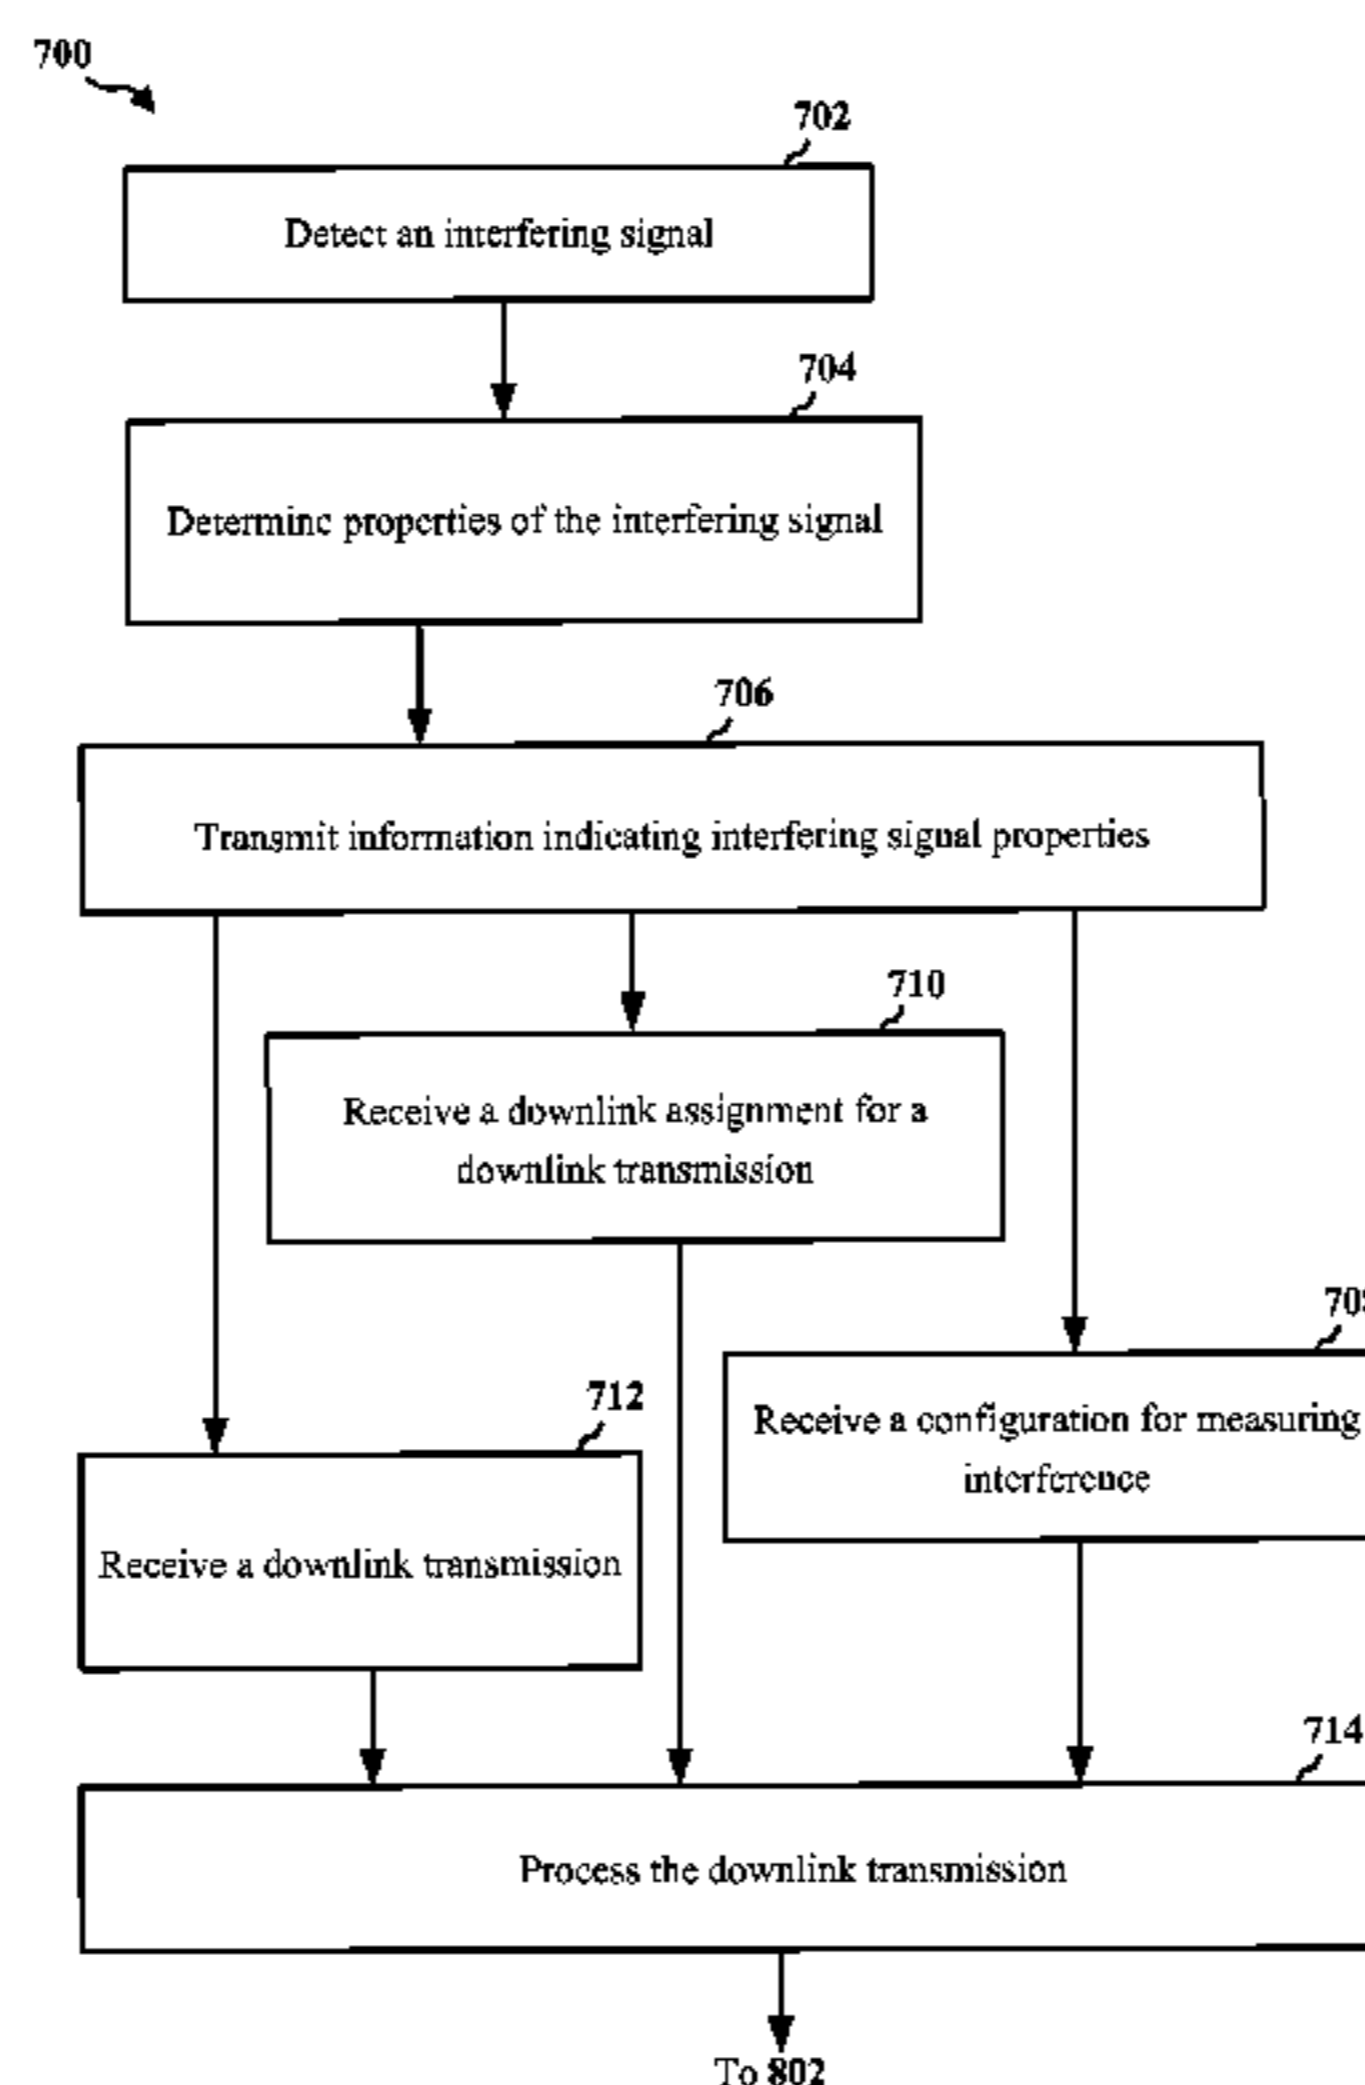 700
702
Detect an interfering signal
704
Determine properties of the interfering signal
706
Transmit information indicating interfering signal properties
710
Receive a downlink assignment for a
downlink transmission
Receive a configuration for measuring
interference
712
Receive a downlink transmission
714
Process the downlink transmission
To 802